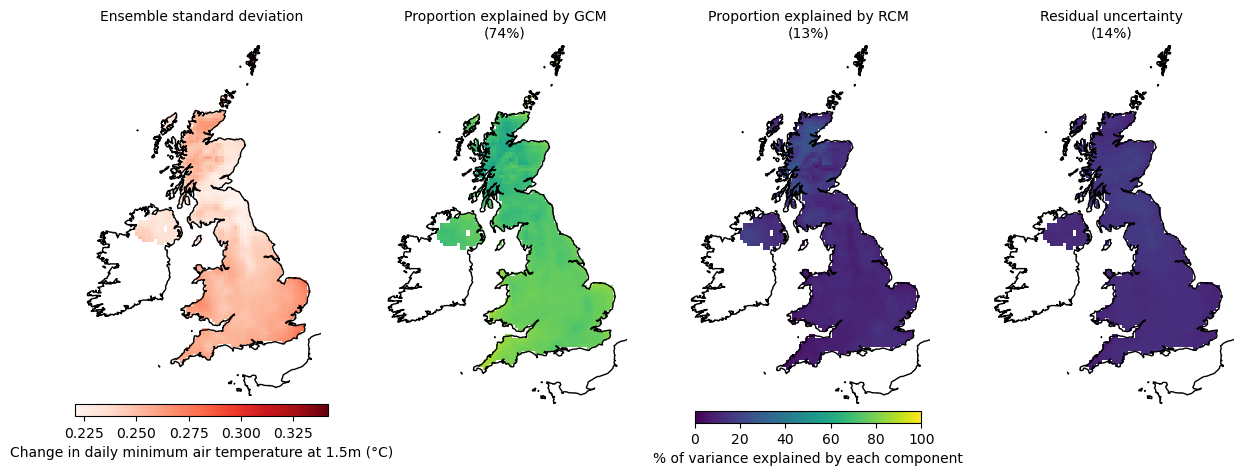 Ensemble standard deviation
Proportion explained by GCM
(74%)
Proportion explained by RCM
(13%)
Residual uncertainty
(14%)
0.225 0.250 0.275 0.300 0.325
Change in daily minimum air temperature at 1.5m (°C)
0 20 40 60 80 100
% of variance explained by each component